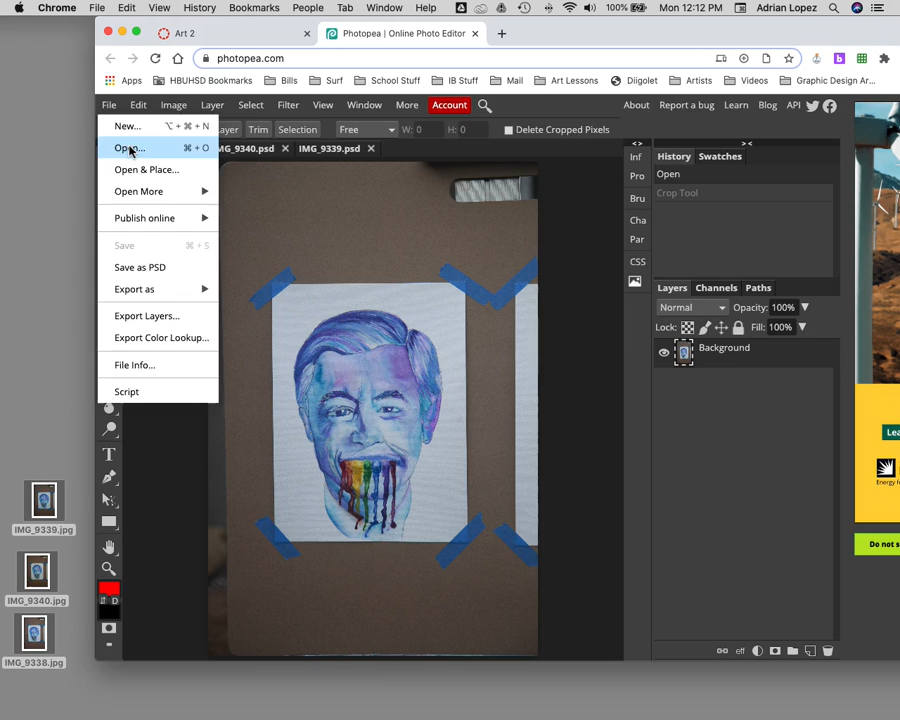 Chrome File Edit View History Bookmarks People Tab Window Help 100% Mon 12:12 PM Adrian Lopez
Art 2 Photopea | Online Photo Editor
photopea.com
Apps HBUHSD Bookmarks Bills Surf School Stuff IB Stuff Mail Art Lessons Diigolet Artists Videos Graphic Design Ar...
File Edit Image Layer Select Filter View Window More Account About Report a bug Learn Blog API
Layer Trim Selection Free W: 0 H: 0 Delete Cropped Pixels
G_9340.psd IMG_9339.psd
New... ⌥ + ⌘ + N
Open... ⌘ + O
Open & Place...
Open More
Publish online
Save ⌘ + S
Save as PSD
Export as
Export Layers...
Export Color Lookup...
File Info...
Script
Inf
Pro
Bru
Cha
Par
CSS
History Swatches
Open
Crop Tool
Layers Channels Paths
Normal Opacity: 100%
Lock: Fill: 100%
Background
eff
D
IMG_9339.jpg
IMG_9340.jpg
IMG_9338.jpg
Lea
Energy f
Do not s